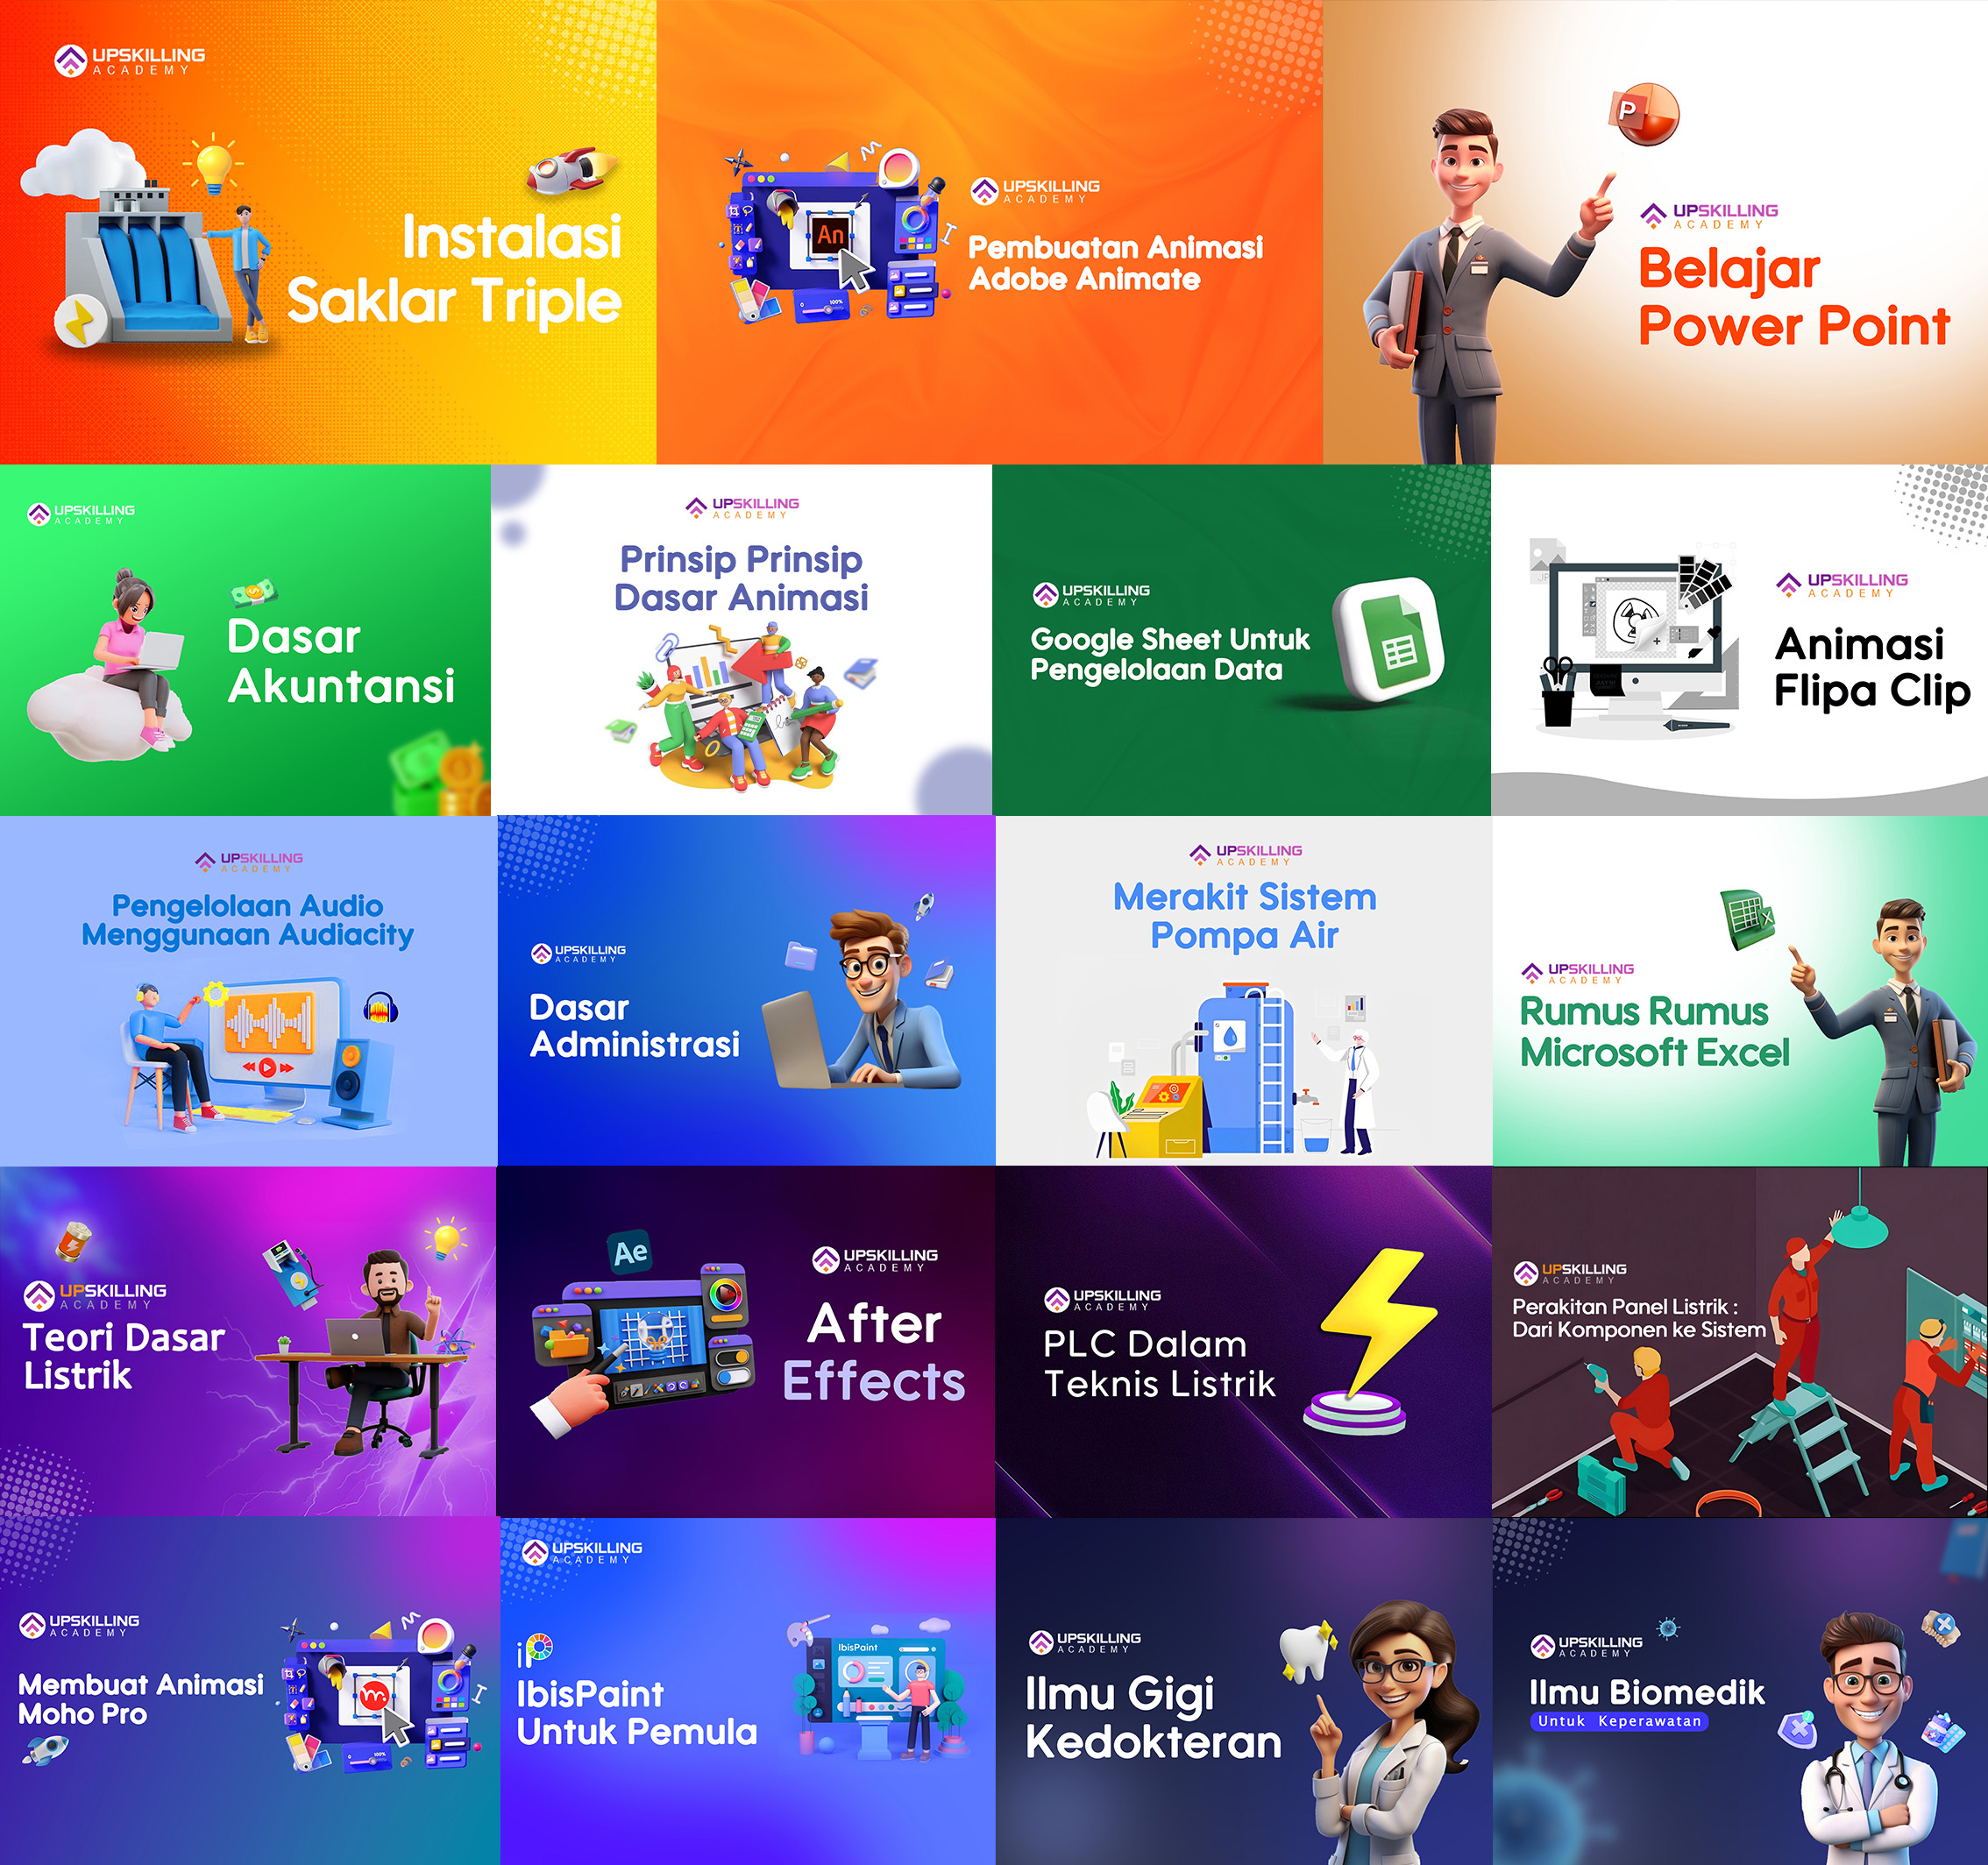 UPSKILLING
ACADEMY
Instalasi
Saklar Triple
An
100%
UPSKILLING
ACADEMY
Pembuatan Animasi
Adobe Animate
P
UPSKILLING
ACADEMY
Belajar
Power Point
UPSKILLING
ACADEMY
Dasar
Akuntansi
UPSKILLING
ACADEMY
Prinsip Prinsip
Dasar Animasi
UPSKILLING
ACADEMY
Google Sheet Untuk
Pengelolaan Data
UPSKILLING
ACADEMY
Animasi
Flipa Clip
UPSKILLING
ACADEMY
Pengelolaan Audio
Menggunaan Audiacity
UPSKILLING
ACADEMY
Dasar
Administrasi
UPSKILLING
ACADEMY
Merakit Sistem
Pompa Air
X
UPSKILLING
ACADEMY
Rumus Rumus
Microsoft Excel
UPSKILLING
ACADEMY
Teori Dasar
Listrik
Ae
UPSKILLING
ACADEMY
After
Effects
UPSKILLING
ACADEMY
PLC Dalam
Teknis Listrik
UPSKILLING
ACADEMY
Perakitan Panel Listrik :
Dari Komponen ke Sistem
UPSKILLING
ACADEMY
Membuat Animasi
Moho Pro
m
100%
UPSKILLING
ACADEMY
iP
IbisPaint
Untuk Pemula
IbisPaint
UPSKILLING
ACADEMY
Ilmu Gigi
Kedokteran
UPSKILLING
ACADEMY
Ilmu Biomedik
Untuk Keperawatan